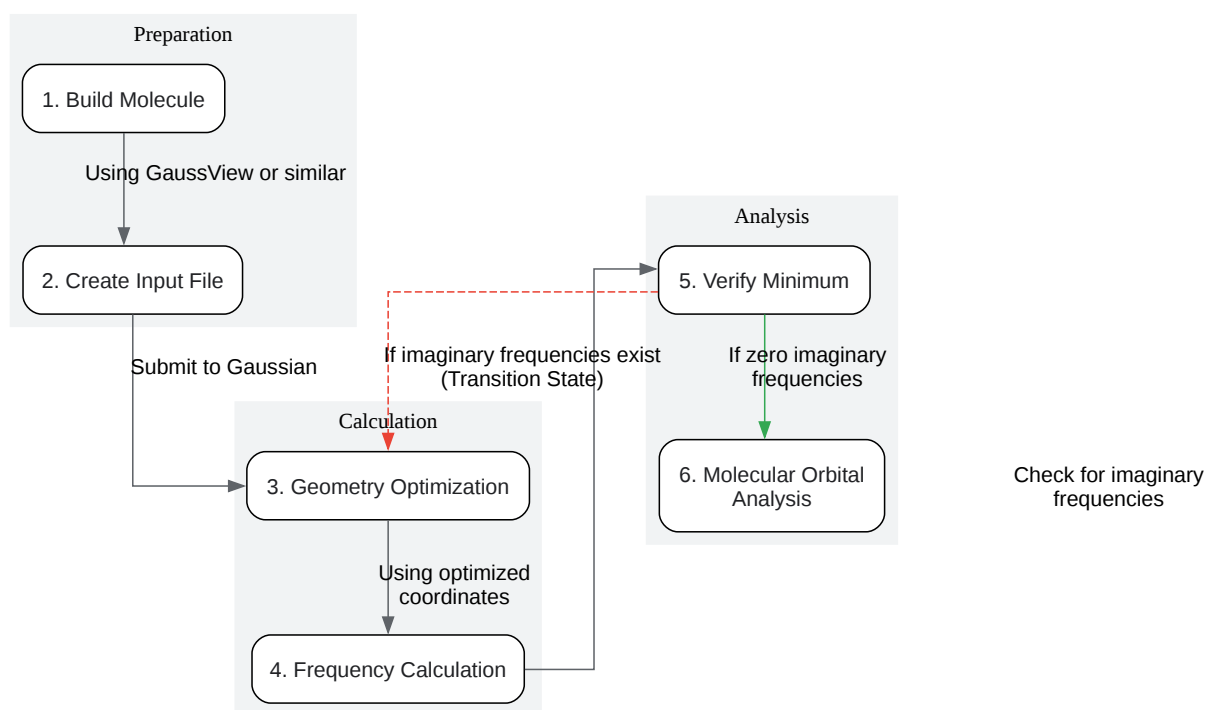 Preparation
1. Build Molecule
Using GaussView or similar
2. Create Input File
Submit to Gaussian
Calculation
3. Geometry Optimization
Using optimized
coordinates
4. Frequency Calculation
Analysis
5. Verify Minimum
If imaginary frequencies exist
(Transition State)
If zero imaginary
frequencies
6. Molecular Orbital
Analysis
Check for imaginary
frequencies